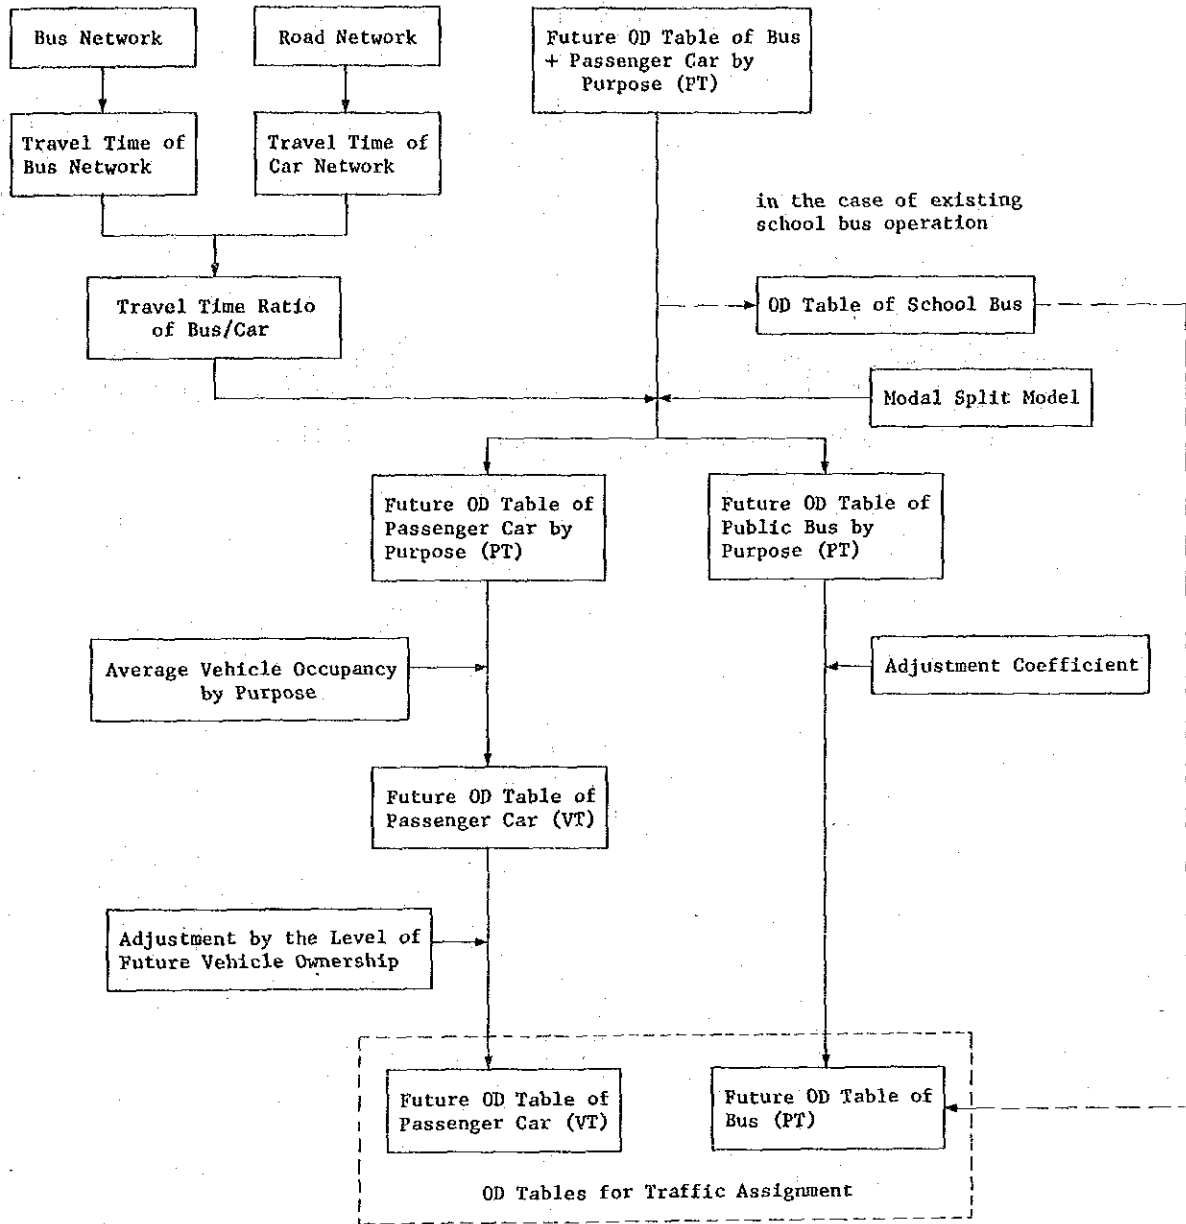 Bus Network
Road Network
Future OD Table of Bus
+ Passenger Car by
Purpose (PT)
Travel Time of
Bus Network
Travel Time of
Car Network
in the case of existing
school bus operation
Travel Time Ratio
of Bus/Car
OD Table of School Bus
Modal Split Model
Future OD Table of
Passenger Car by
Purpose (PT)
Future OD Table of
Public Bus by
Purpose (PT)
Average Vehicle Occupancy
by Purpose
Adjustment Coefficient
Future OD Table of
Passenger Car (VT)
Adjustment by the Level of
Future Vehicle Ownership
Future OD Table of
Passenger Car (VT)
Future OD Table of
Bus (PT)
OD Tables for Traffic Assignment